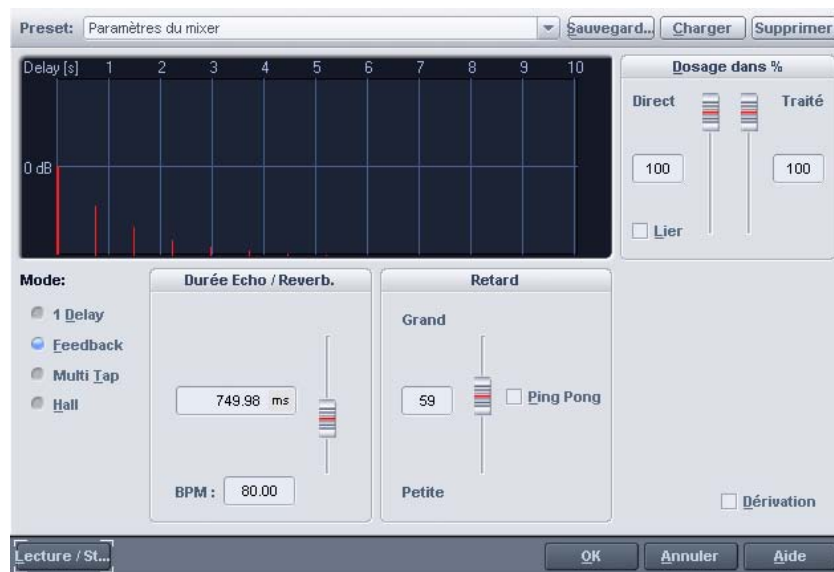 Preset: Paramètres du mixer Sauvegard... Charger Supprimer
Delay [s] 1 2 3 4 5 6 7 8 9 10
0 dB
Dosage dans %
Direct Traité
100 100
Lier
Mode:
1 Delay
Feedback
Multi Tap
Hall
Durée Echo / Reverb.
749.98 ms
BPM : 80.00
Retard
Grand
59 Ping Pong
Petite
Dérivation
Lecture / St... OK Annuler Aide